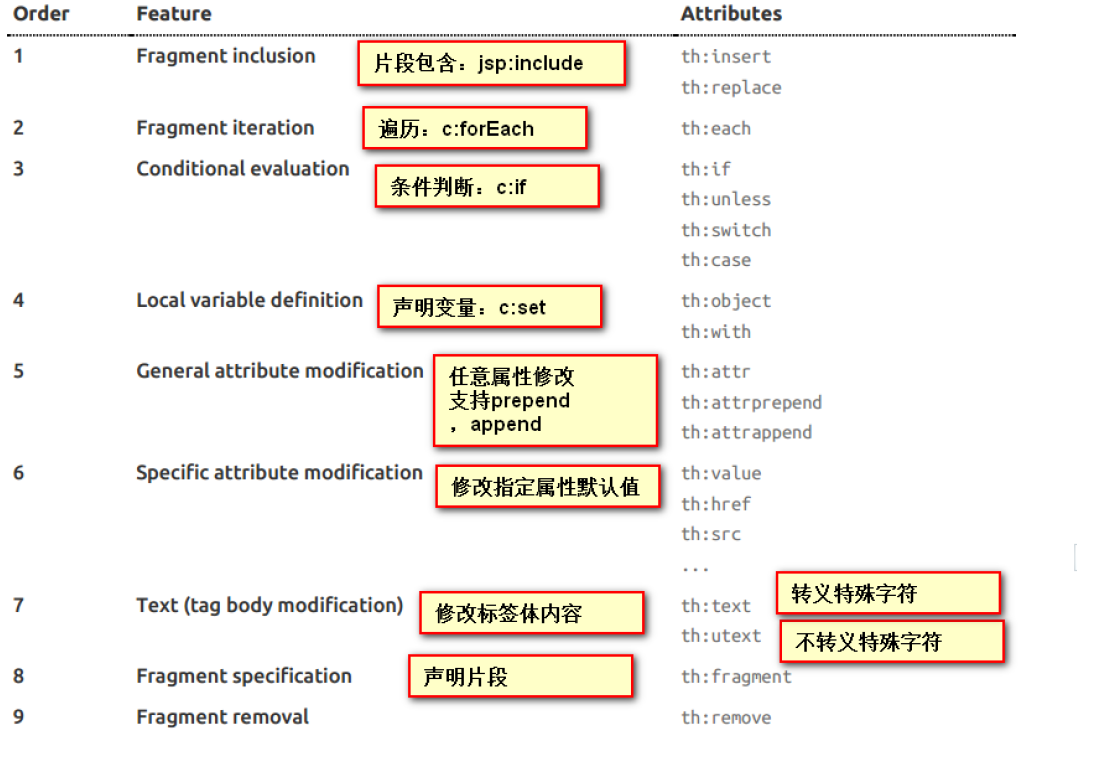 Order Feature Attributes
1 Fragment inclusion 片段包含：jsp:include th:insert
th:replace
2 Fragment iteration 遍历：c:forEach th:each
3 Conditional evaluation 条件判断：c:if th:if
th:unless
th:switch
th:case
4 Local variable definition 声明变量：c:set th:object
th:with
5 General attribute modification 任意属性修改 th:attr
支持prepend th:attrprepend
，append th:attrappend
6 Specific attribute modification 修改指定属性默认值 th:value
th:href
th:src
...
7 Text (tag body modification) 修改标签体内容 th:text 转义特殊字符
th:utext 不转义特殊字符
8 Fragment specification 声明片段 th:fragment
9 Fragment removal th:remove